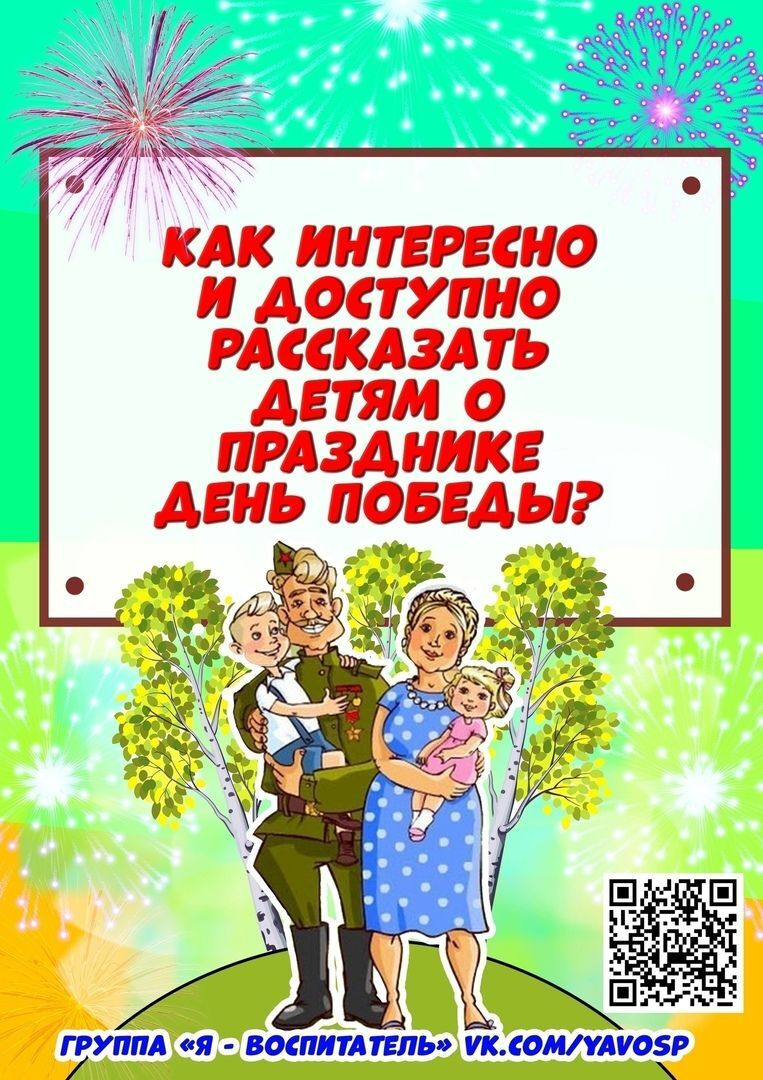 КАК ИНТЕРЕСНО
И ДОСТУПНО
РАССКАЗАТЬ
ДЕТЯМ О
ПРАЗДНИКЕ
ДЕНЬ ПОБЕДЫ?
ГРУППА «Я - ВОСПИТАТЕЛЬ» VK.COM/YAVOSP